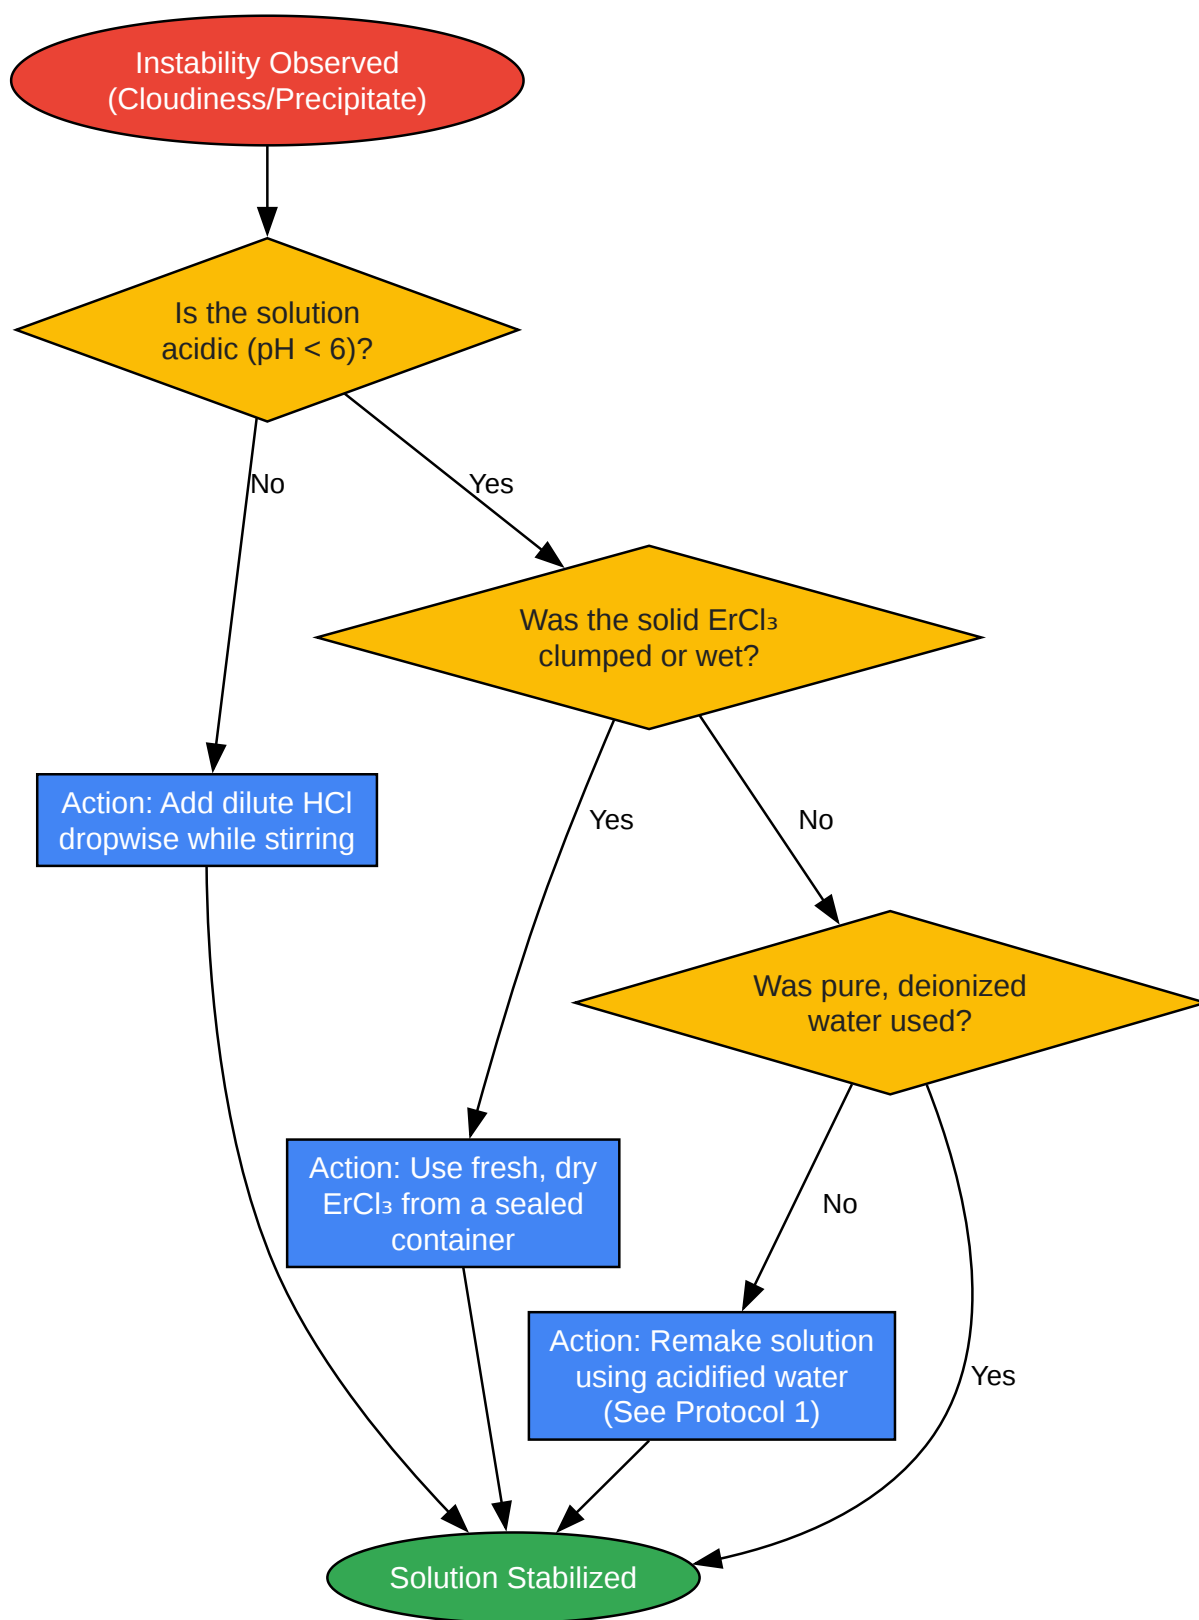 Instability Observed
(Cloudiness/Precipitate)
Is the solution
acidic (pH < 6)?
No
Yes
Was the solid ErCl₃
clumped or wet?
Action: Add dilute HCl
dropwise while stirring
Yes
No
Was pure, deionized
water used?
Action: Use fresh, dry
ErCl₃ from a sealed
container
No
Action: Remake solution
using acidified water
(See Protocol 1)
Yes
Solution Stabilized